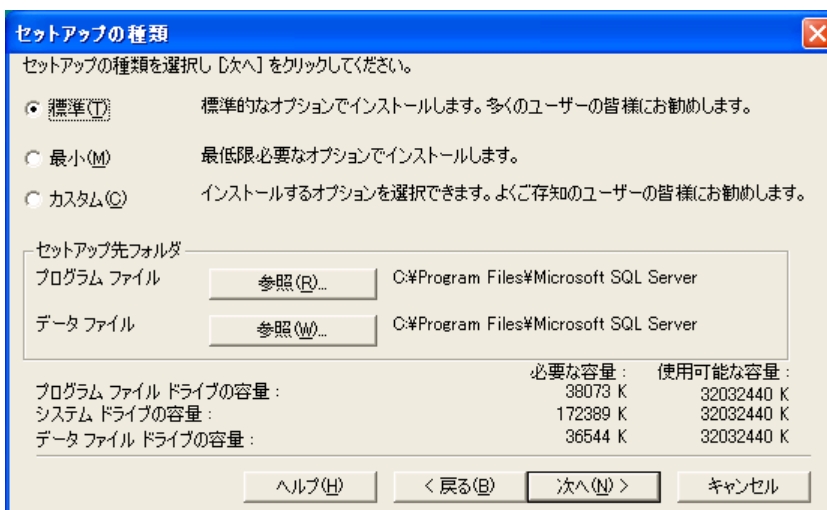 セットアップの種類
セットアップの種類を選択し [次へ] をクリックしてください。
標準(T) 標準的なオプションでインストールします。多くのユーザーの皆様にお勧めします。
最小(M) 最低限必要なオプションでインストールします。
カスタム(C) インストールするオプションを選択できます。よくご存知のユーザーの皆様にお勧めします。
セットアップ先フォルダ
プログラム ファイル 参照(R)... C:¥Program Files¥Microsoft SQL Server
データ ファイル 参照(W)... C:¥Program Files¥Microsoft SQL Server
必要な容量 : 使用可能な容量 :
プログラム ファイル ドライブの容量 : 38073 K 32032440 K
システム ドライブの容量 : 172389 K 32032440 K
データ ファイル ドライブの容量 : 36544 K 32032440 K
ヘルプ(H) < 戻る(B) 次へ(N) > キャンセル